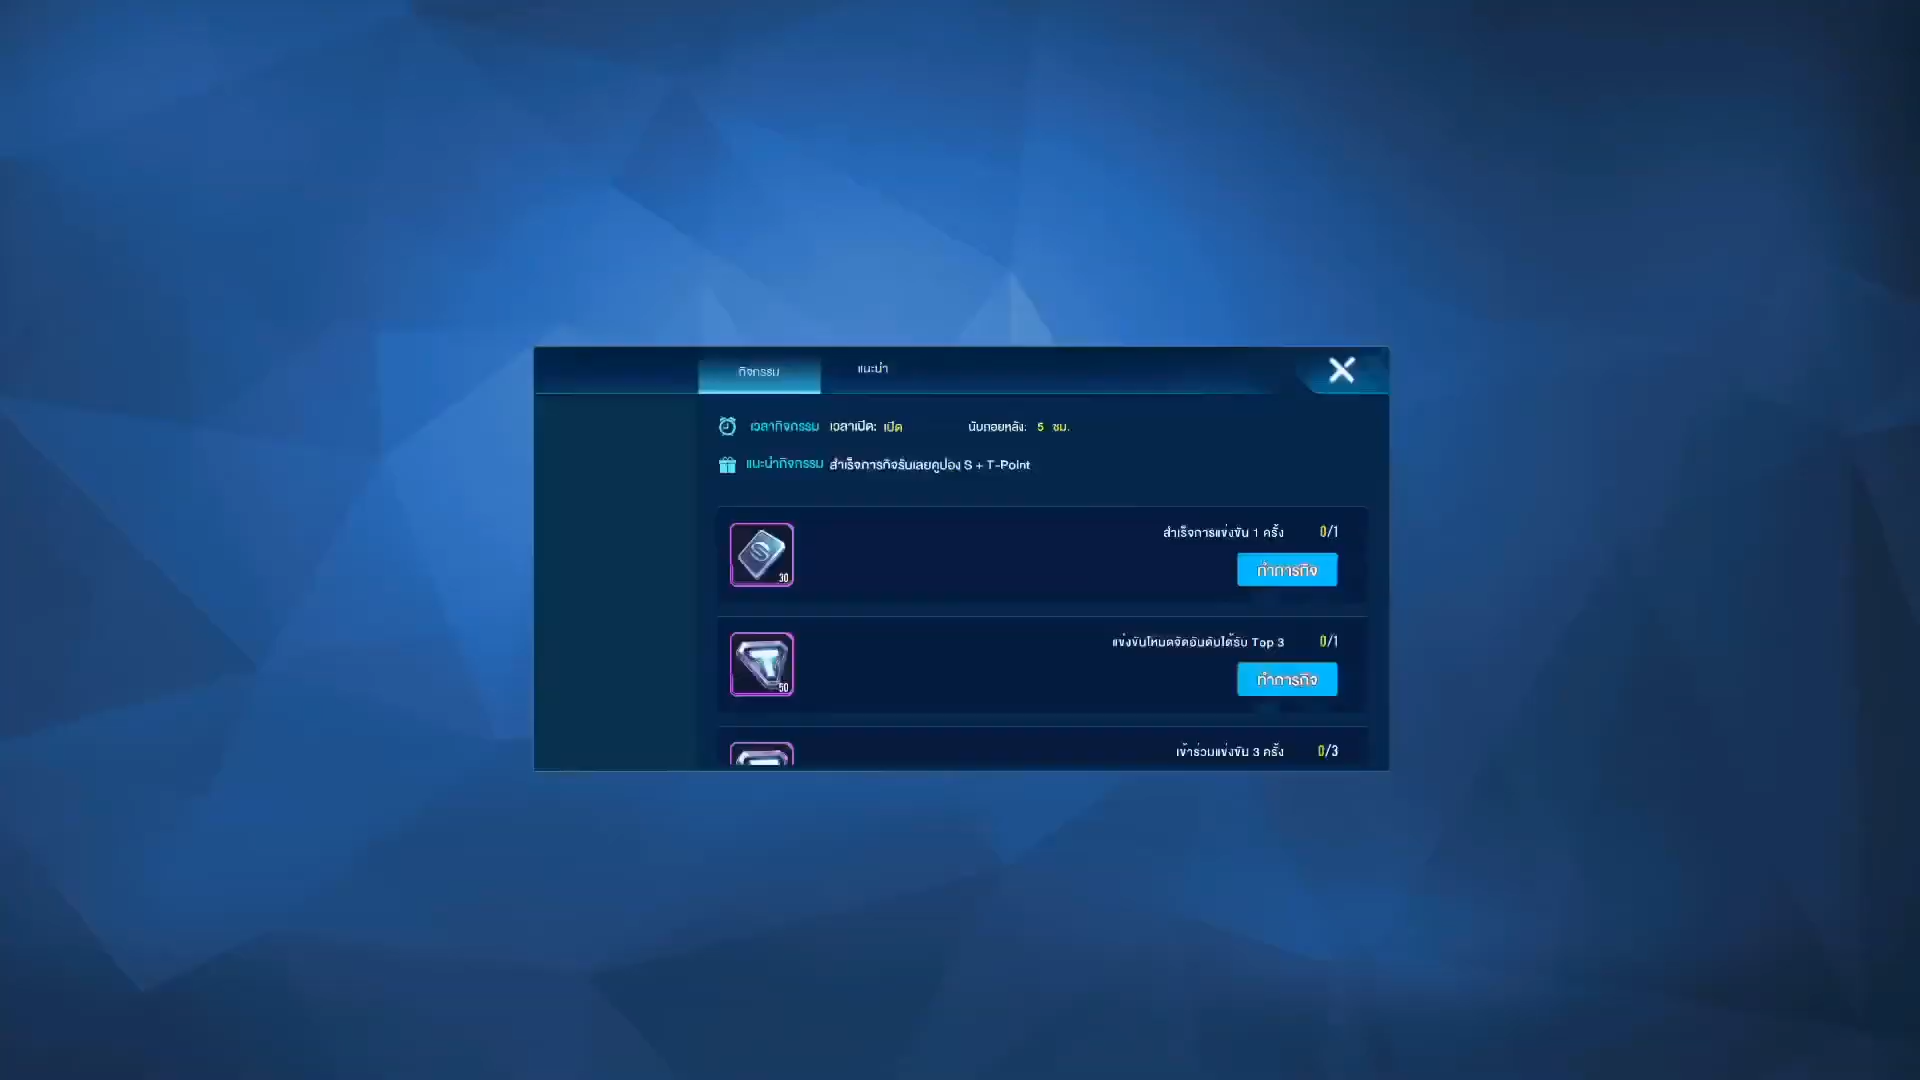 กิจกรรม
แนะนำ
เวลากิจกรรม เวลาเปิด: เปิด นับถอยหลัง: 5 ชม.
แนะนำกิจกรรม สำเร็จภารกิจรับเลยคูปอง S + T-Point
สำเร็จการแข่งขัน 1 ครั้ง 0/1
30
ทำภารกิจ
แข่งขันโหมดจัดอันดับได้รับ Top 3 0/1
50
ทำภารกิจ
เข้าร่วมแข่งขัน 3 ครั้ง 0/3